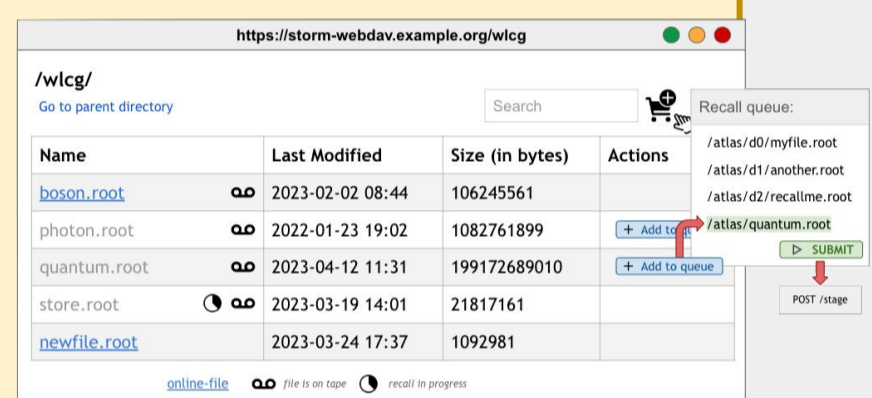 https://storm-webdav.example.org/wlcg
/wlcg/
Go to parent directory
Search
Recall queue:
/atlas/d0/myfile.root
/atlas/d1/another.root
/atlas/d2/recallme.root
/atlas/quantum.root
SUBMIT
POST /stage
Name Last Modified Size (in bytes) Actions
boson.root 2023-02-02 08:44 106245561
photon.root 2022-01-23 19:02 1082761899 + Add to
quantum.root 2023-04-12 11:31 199172689010 + Add to queue
store.root 2023-03-19 14:01 21817161
newfile.root 2023-03-24 17:37 1092981
online-file file is on tape recall in progress